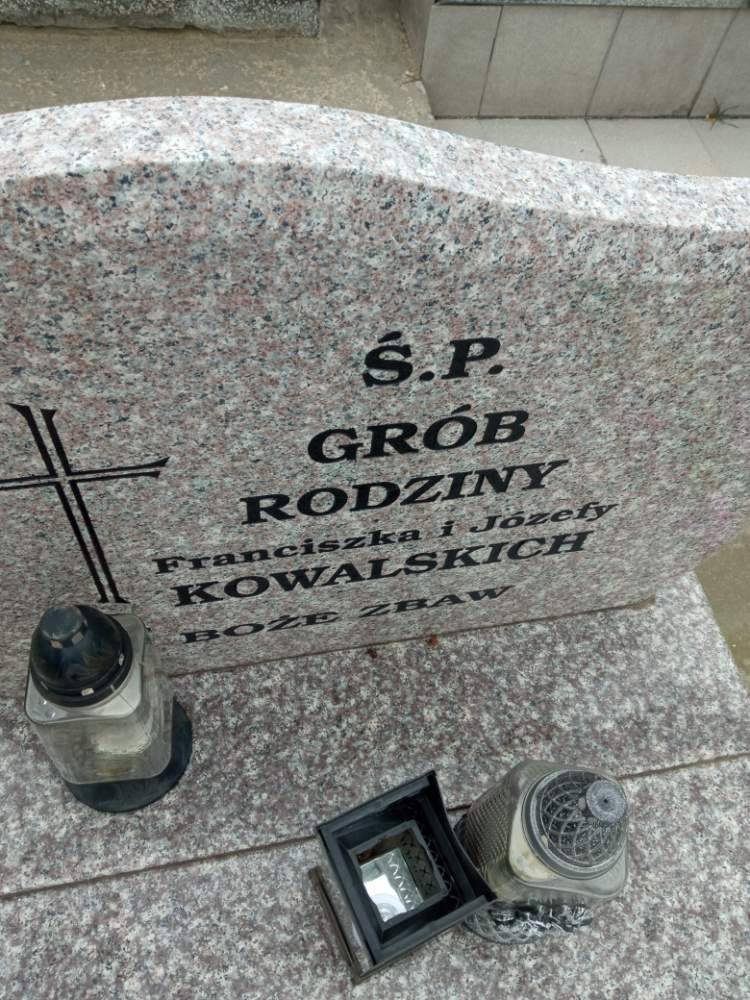 Ś.P.
GRÓB
RODZINY
Franciszka i Józefy
KOWALSKICH
BOŻE ZBAW